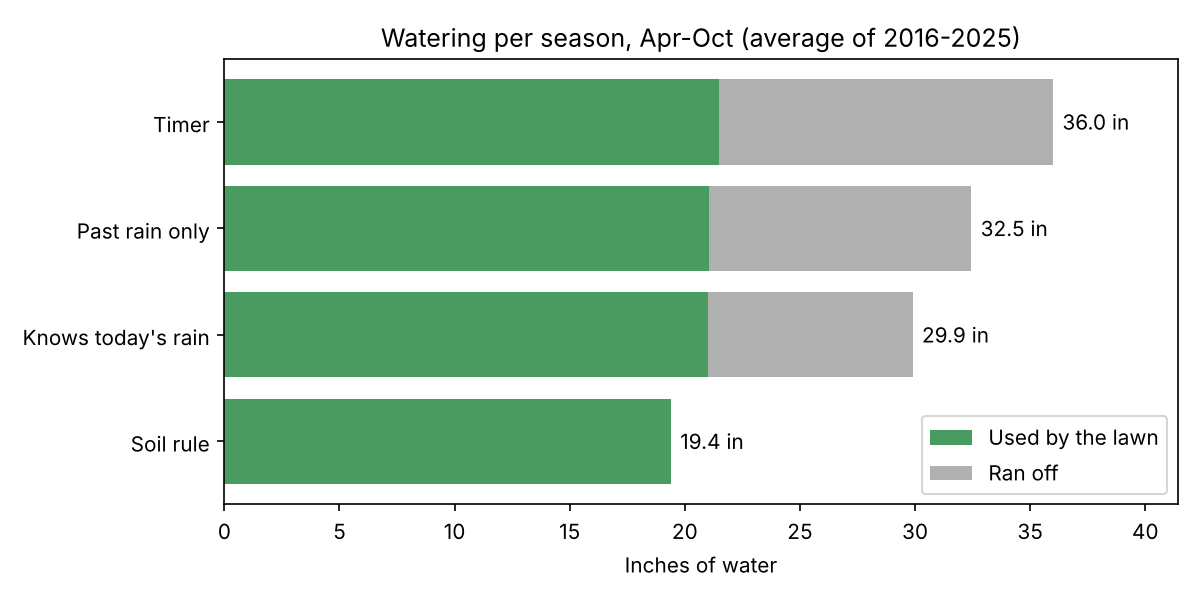 Watering per season, Apr-Oct (average of 2016-2025)
Timer
36.0 in
Past rain only
32.5 in
Knows today's rain
29.9 in
Soil rule
19.4 in
Used by the lawn
Ran off
0 5 10 15 20 25 30 35 40
Inches of water